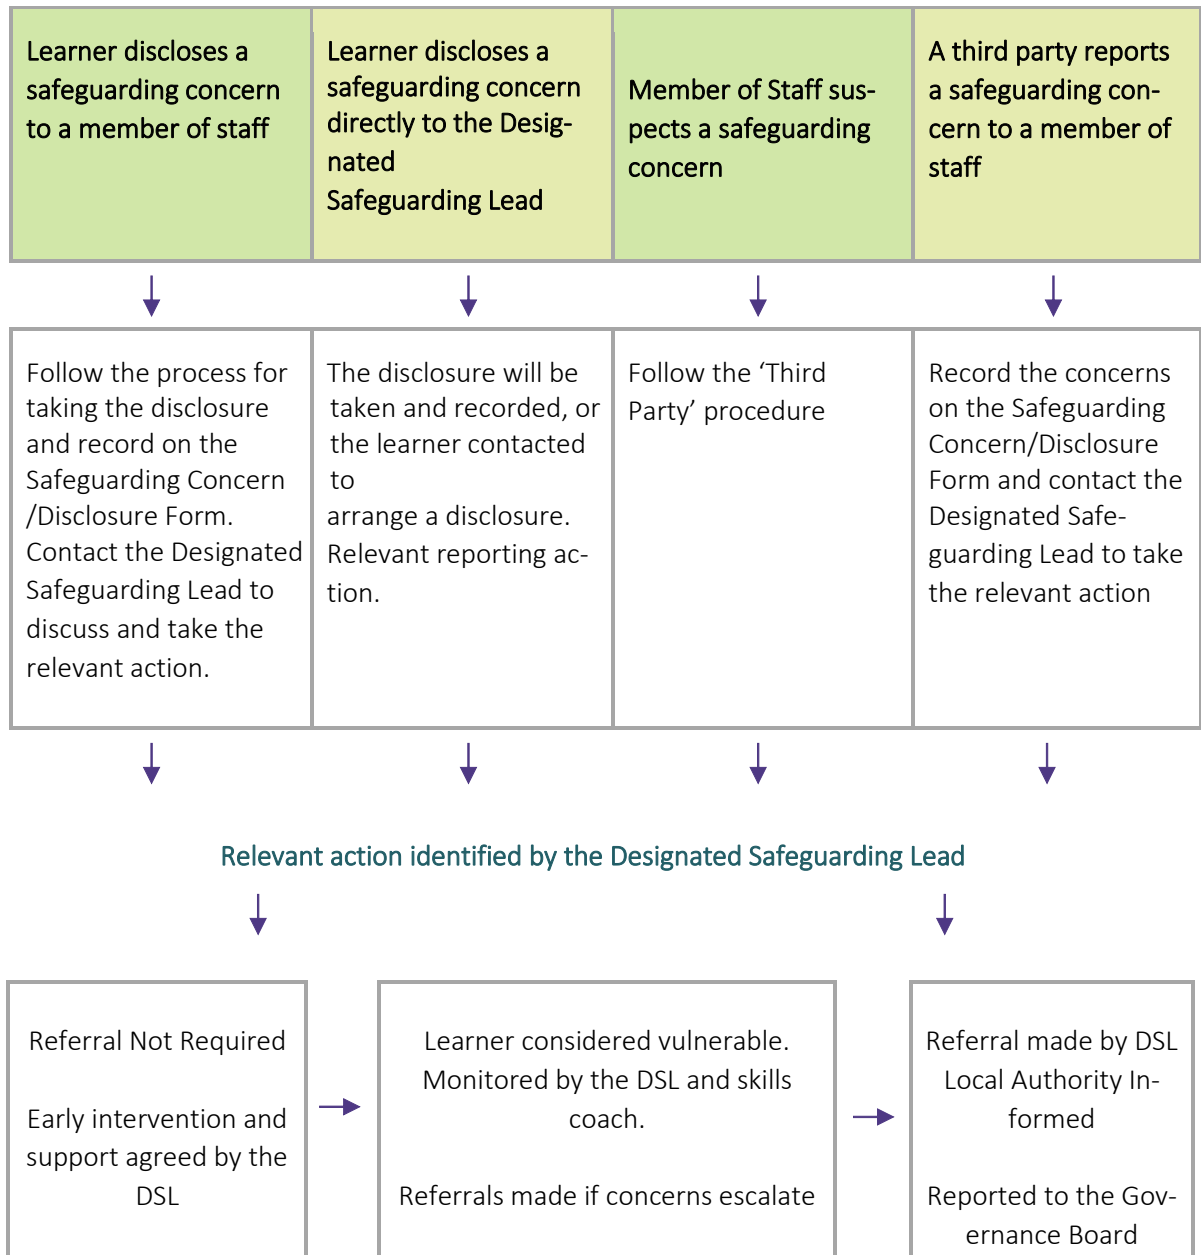 Learner discloses a
safeguarding concern
to a member of staff
Learner discloses a
safeguarding concern
directly to the Desig-
nated
Safeguarding Lead
Member of Staff sus-
pects a safeguarding
concern
A third party reports
a safeguarding con-
cern to a member of
staff
Follow the process for
taking the disclosure
and record on the
Safeguarding Concern
/Disclosure Form.
Contact the Designated
Safeguarding Lead to
discuss and take the
relevant action.
The disclosure will be
taken and recorded, or
the learner contacted
to
arrange a disclosure.
Relevant reporting ac-
tion.
Follow the ‘Third
Party’ procedure
Record the concerns
on the Safeguarding
Concern/Disclosure
Form and contact the
Designated Safe-
guarding Lead to take
the relevant action
Relevant action identified by the Designated Safeguarding Lead
Referral Not Required
Early intervention and
support agreed by the
DSL
Learner considered vulnerable.
Monitored by the DSL and skills
coach.
Referrals made if concerns escalate
Referral made by DSL
Local Authority In-
formed
Reported to the Gov-
ernance Board